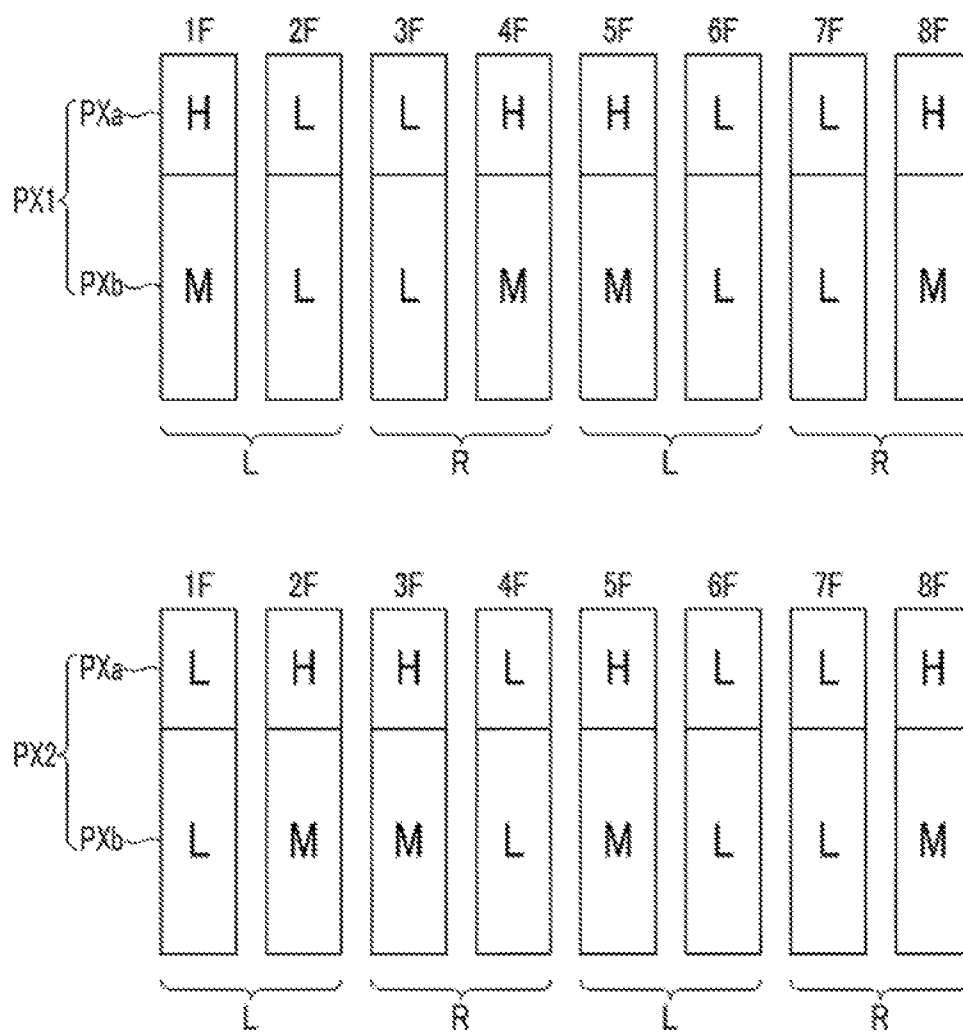 1F 2F 3F 4F 5F 6F 7F 8F
PXa H L L H H L L H
PX1
PXb M L L M M L L M
L R L R
1F 2F 3F 4F 5F 6F 7F 8F
PXa L H H L H L L H
PX2
PXb L M M L M L L M
L R L R